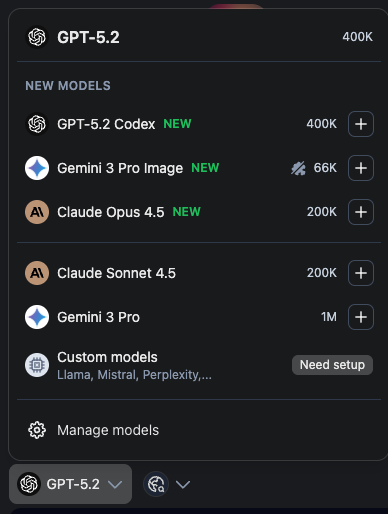 GPT-5.2 400K
NEW MODELS
GPT-5.2 Codex NEW 400K
Gemini 3 Pro Image NEW 66K
Claude Opus 4.5 NEW 200K
Claude Sonnet 4.5 200K
Gemini 3 Pro 1M
Custom models
Llama, Mistral, Perplexity,...
Need setup
Manage models
GPT-5.2